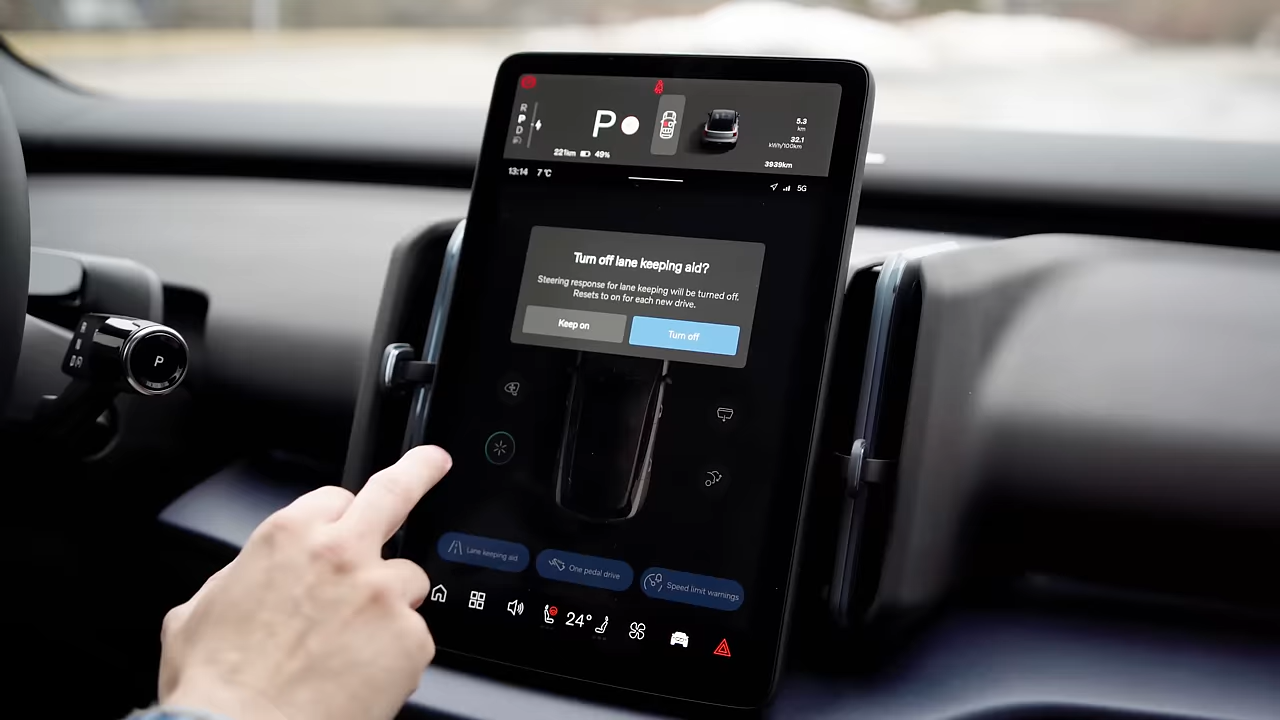 R
P
D
P
221km 49%
5.3
km
32.1
kWh/100km
3939km
13:14 7°C
5G
Turn off lane keeping aid?
Steering response for lane keeping will be turned off.
Resets to on for each new drive.
Keep on
Turn off
P
Lane keeping aid
One pedal drive
Speed limit warnings
24°